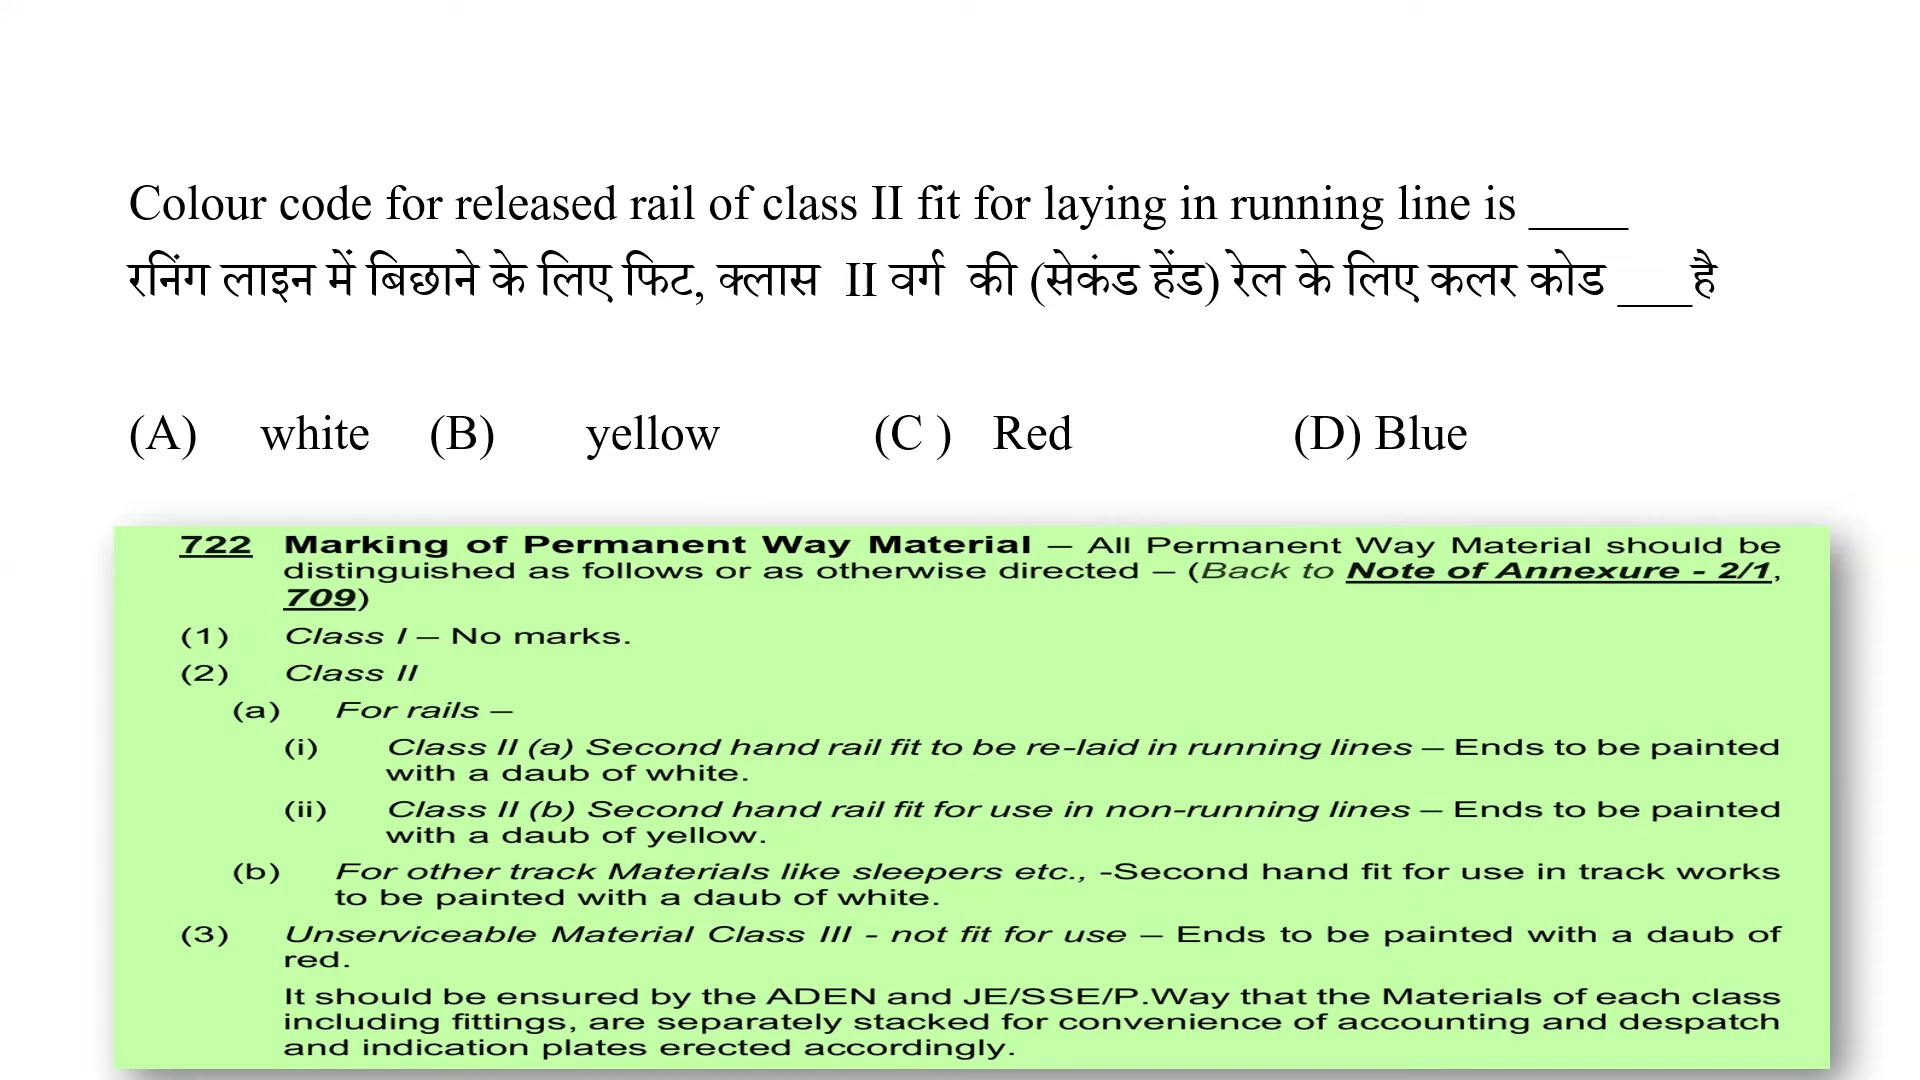 Colour code for released rail of class II fit for laying in running line is ____
रनिंग लाइन में बिछाने के लिए फिट, क्लास II वर्ग की (सेकंड हेंड) रेल के लिए कलर कोड ___है
(A) white (B) yellow (C ) Red (D) Blue
722 Marking of Permanent Way Material – All Permanent Way Material should be
distinguished as follows or as otherwise directed – (Back to Note of Annexure - 2/1,
709)
(1) Class I – No marks.
(2) Class II
(a) For rails –
(i) Class II (a) Second hand rail fit to be re-laid in running lines – Ends to be painted
with a daub of white.
(ii) Class II (b) Second hand rail fit for use in non-running lines – Ends to be painted
with a daub of yellow.
(b) For other track Materials like sleepers etc., -Second hand fit for use in track works
to be painted with a daub of white.
(3) Unserviceable Material Class III - not fit for use – Ends to be painted with a daub of
red.
It should be ensured by the ADEN and JE/SSE/P.Way that the Materials of each class
including fittings, are separately stacked for convenience of accounting and despatch
and indication plates erected accordingly.